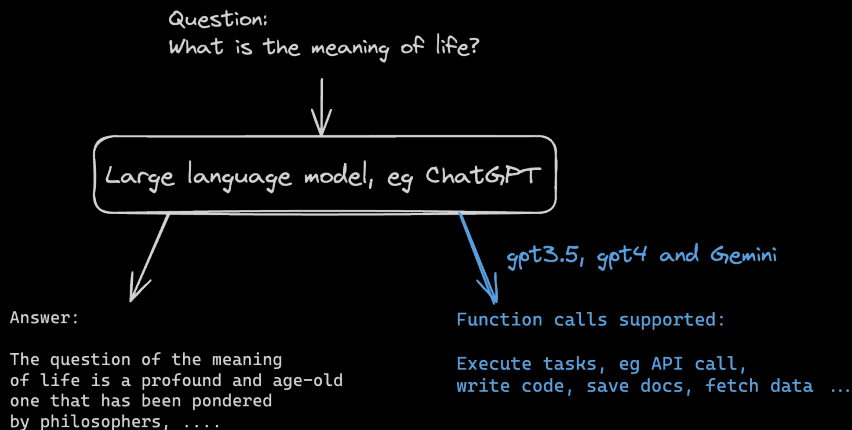 Question:
What is the meaning of life?
Large language model, eg ChatGPT
gpt3.5, gpt4 and Gemini
Answer:
The question of the meaning
of life is a profound and age-old
one that has been pondered
by philosophers, ....
Function calls supported:
Execute tasks, eg API call,
write code, save docs, fetch data ...